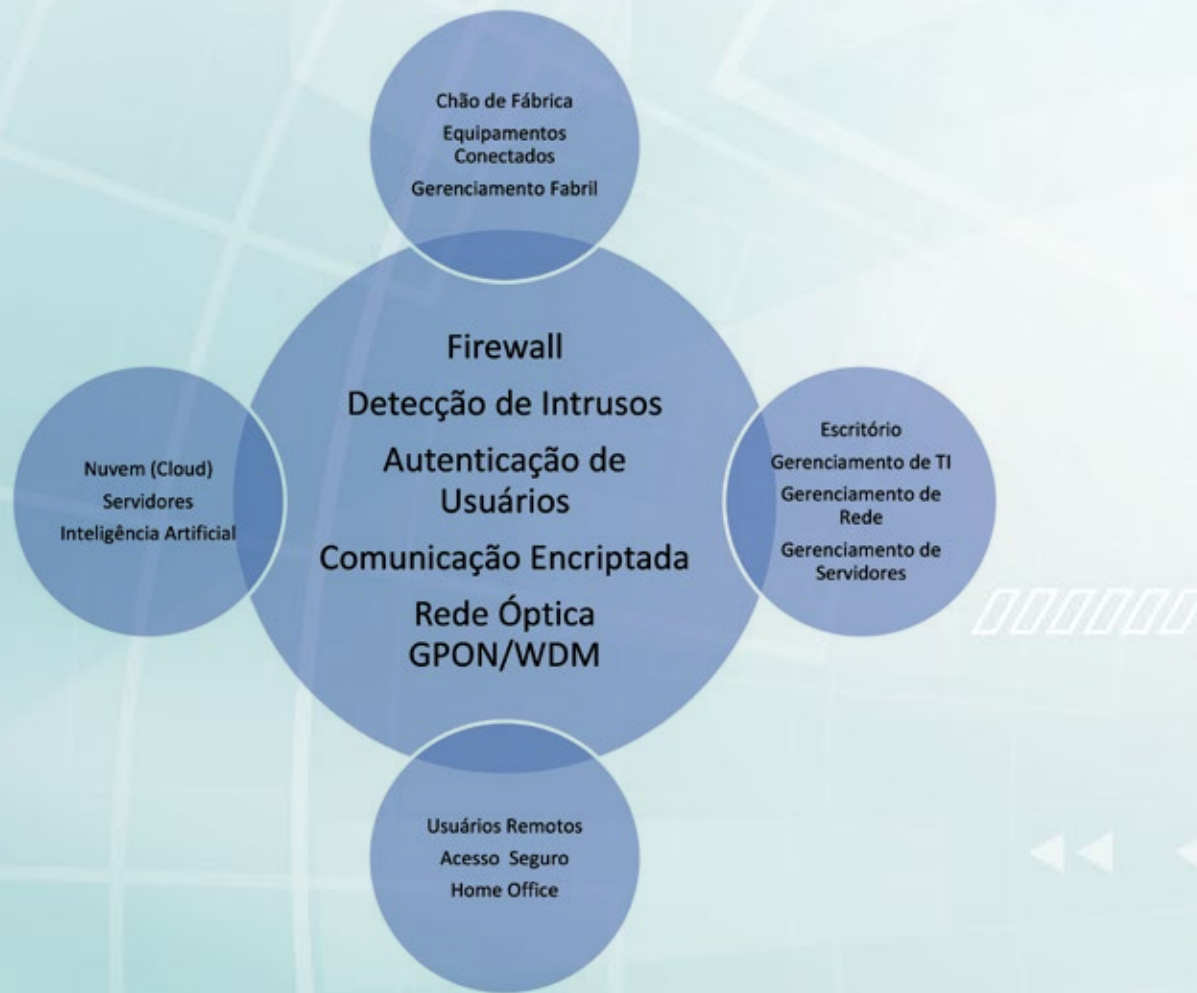 Chão de Fábrica
Equipamentos
Conectados
Gerenciamento Fabril
Firewall
Detecção de Intrusos
Autenticação de
Usuários
Comunicação Encriptada
Rede Óptica
GPON/WDM
Nuvem (Cloud)
Servidores
Inteligência Artificial
Escritório
Gerenciamento de TI
Gerenciamento de
Rede
Gerenciamento de
Servidores
Usuários Remotos
Acesso  Seguro
Home Office